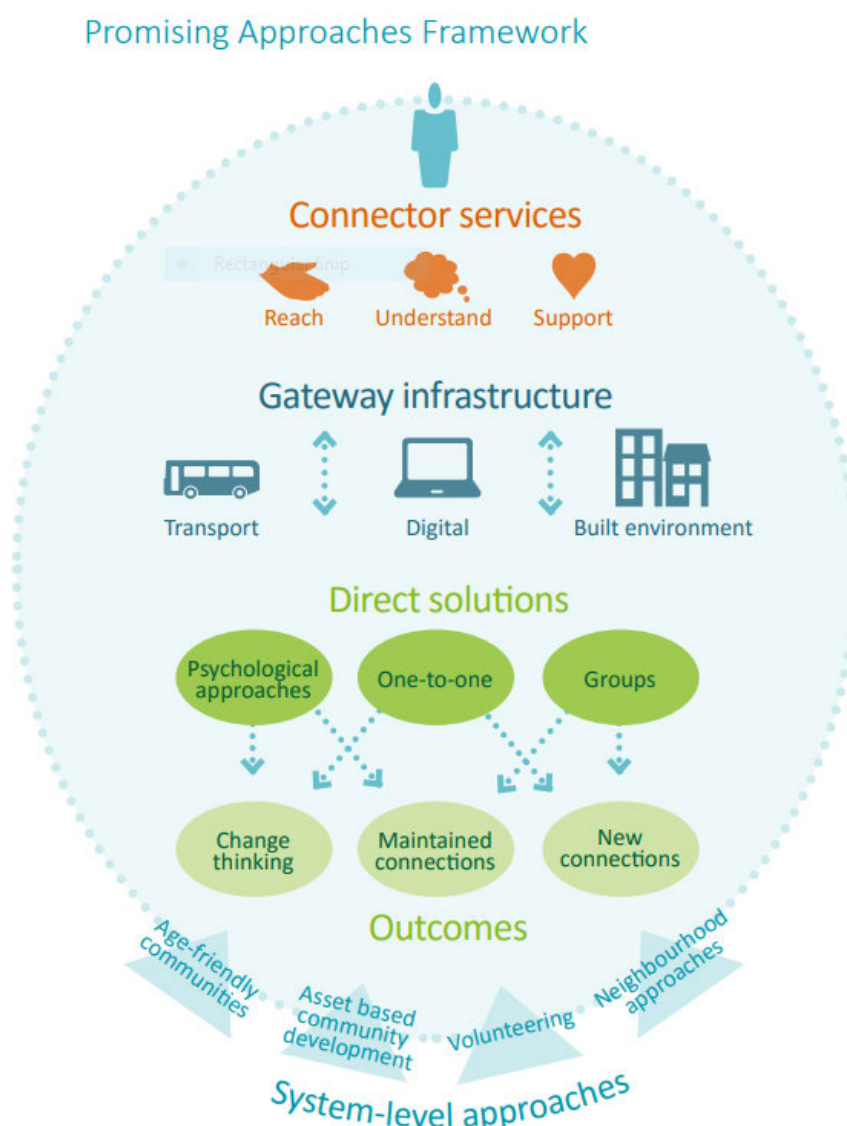 Promising Approaches Framework
Connector services
Rectangular Snip
Reach Understand Support
Gateway infrastructure
Transport Digital Built environment
Direct solutions
Psychological
approaches
One-to-one
Groups
Change
thinking
Maintained
connections
New
connections
Outcomes
Age-friendly
communities
Asset based
community
development
Volunteering
Neighbourhood
approaches
System-level approaches